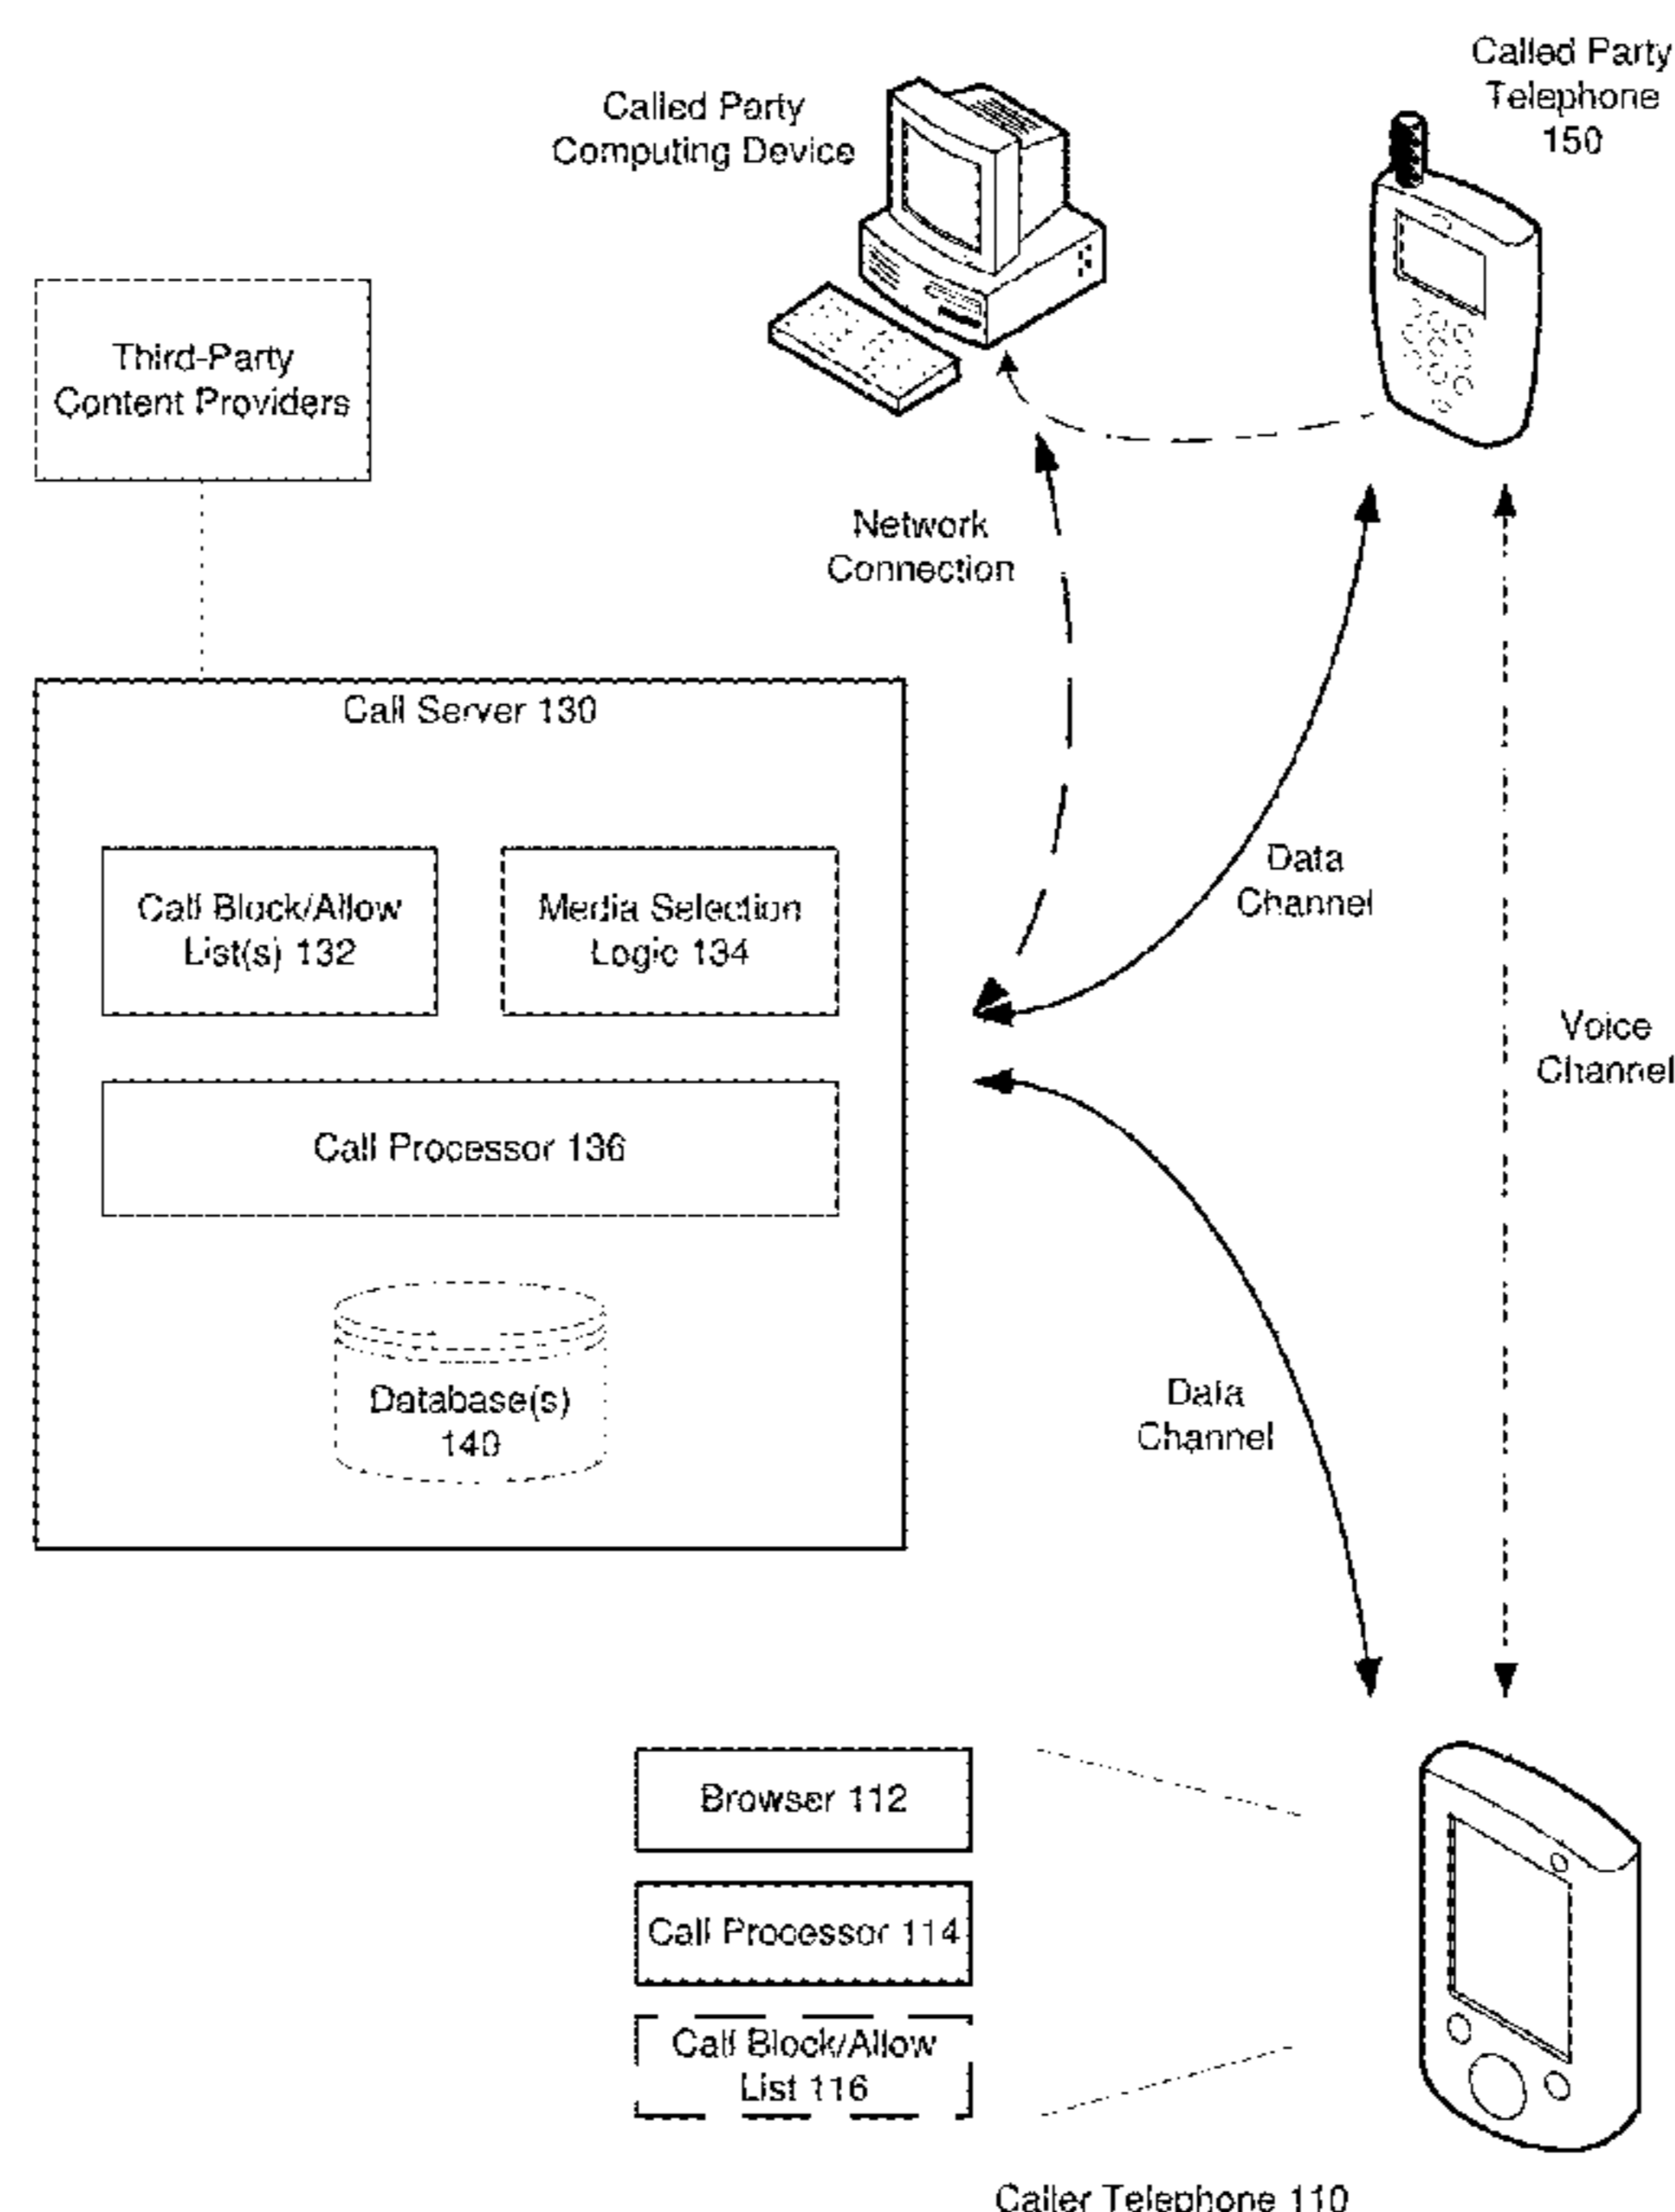 Called Party
Telephone
150
Called Party
Computing Device
Third-Party
Content Providers
Network
Connection
Call Server 130
Call Block/Allow
List(s) 132
Media Selection
Logic 134
Data
Channel
Voice
Channel
Call Processor 136
Database(s)
140
Data
Channel
Browser 112
Call Processor 114
Call Block/Allow
List 116
Caller Telephone 110